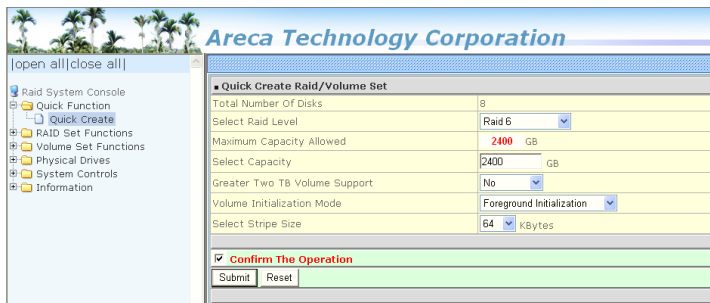 Areca Technology Corporation
|open all|close all|
Raid System Console
Quick Function
Quick Create
RAID Set Functions
Volume Set Functions
Physical Drives
System Controls
Information
Quick Create Raid/Volume Set
Total Number Of Disks 8
Select Raid Level Raid 6
Maximum Capacity Allowed 2400 GB
Select Capacity 2400 GB
Greater Two TB Volume Support No
Volume Initialization Mode Foreground Initialization
Select Stripe Size 64 KBytes
Confirm The Operation
Submit Reset